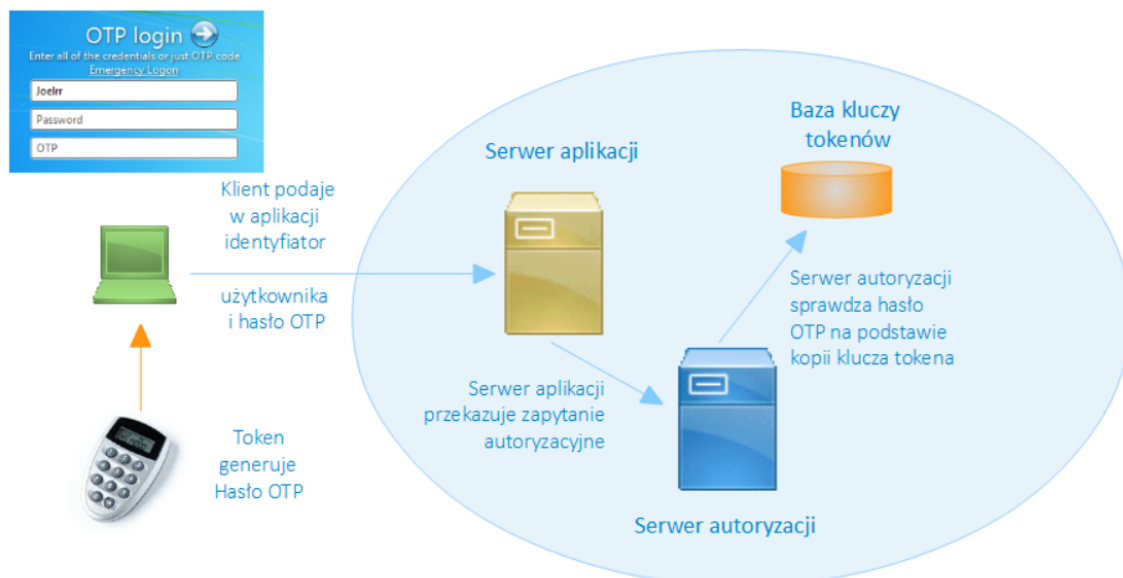 OTP login
Enter all of the credentials or just OTP code
Emergency Logon
Joelrr
Password
OTP
Klient podaje
w aplikacji
identyfiator
użytkownika
i hasło OTP
Token
generuje
Hasło OTP
Serwer aplikacji
Serwer aplikacji
przekazuje zapytanie
autoryzacyjne
Serwer autoryzacji
Baza kluczy
tokenów
Serwer autoryzacji
sprawdza hasło
OTP na podstawie
kopii klucza tokena